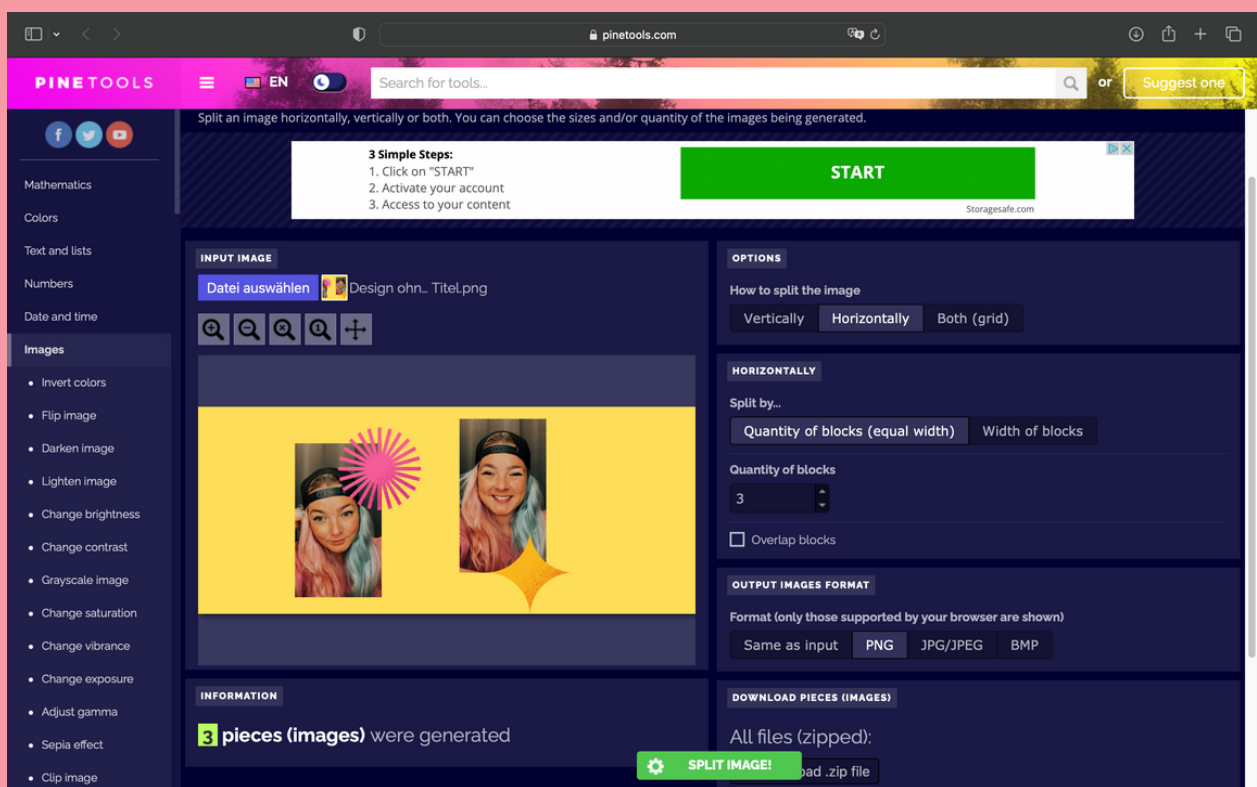 pinetools.com
PINETOOLS
EN
Search for tools...
or
Suggest one
Split an image horizontally, vertically or both. You can choose the sizes and/or quantity of the images being generated.
3 Simple Steps:
1. Click on "START"
2. Activate your account
3. Access to your content
START
Storagesafe.com
Mathematics
Colors
Text and lists
Numbers
Date and time
Images
Invert colors
Flip image
Darken image
Lighten image
Change brightness
Change contrast
Grayscale image
Change saturation
Change vibrance
Change exposure
Adjust gamma
Sepia effect
Clip image
INPUT IMAGE
Datei auswählen
Design ohn... Titel.png
INFORMATION
3 pieces (images) were generated
OPTIONS
How to split the image
Vertically Horizontally Both (grid)
HORIZONTALLY
Split by...
Quantity of blocks (equal width) Width of blocks
Quantity of blocks
3
Overlap blocks
OUTPUT IMAGES FORMAT
Format (only those supported by your browser are shown)
Same as input PNG JPG/JPEG BMP
DOWNLOAD PIECES (IMAGES)
All files (zipped):
.zip file
SPLIT IMAGE!